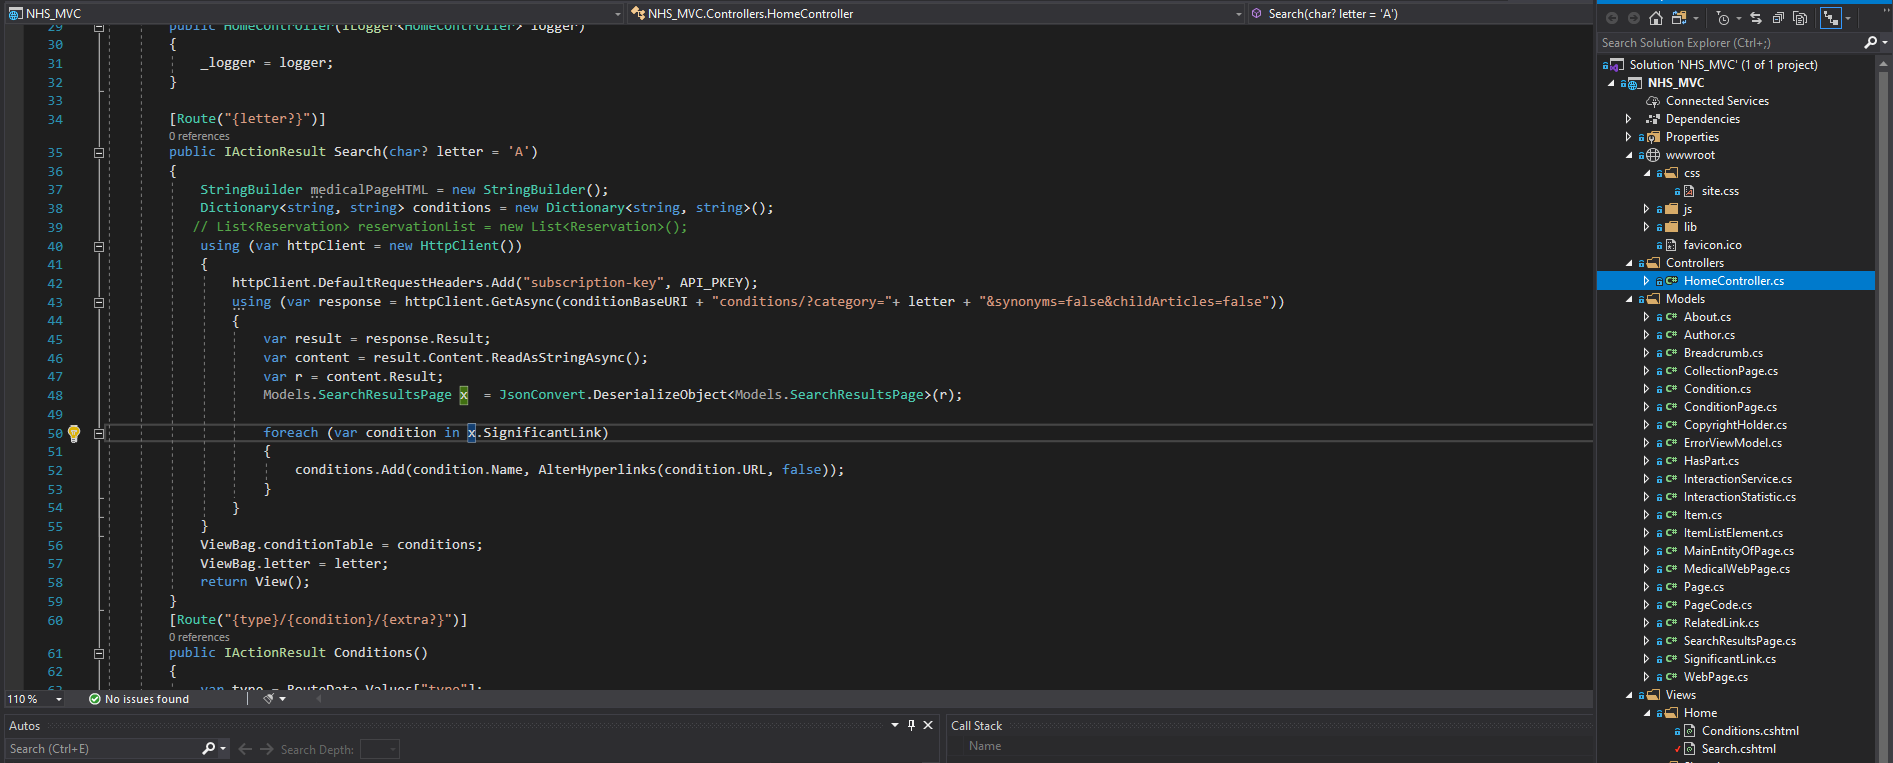 NHS_MVC
NHS_MVC.Controllers.HomeController
Search(char? letter = 'A')
29 public HomeController(ILogger<HomeController> logger)
30 {
31 _logger = logger;
32 }
33
34 [Route("{letter?}")]
0 references
35 public IActionResult Search(char? letter = 'A')
36 {
37 StringBuilder medicalPageHTML = new StringBuilder();
38 Dictionary<string, string> conditions = new Dictionary<string, string>();
39 // List<Reservation> reservationList = new List<Reservation>();
40 using (var httpClient = new HttpClient())
41 {
42 httpClient.DefaultRequestHeaders.Add("subscription-key", API_PKEY);
43 using (var response = httpClient.GetAsync(conditionBaseURI + "conditions/?category="+ letter + "&synonyms=false&childArticles=false"))
44 {
45 var result = response.Result;
46 var content = result.Content.ReadAsStringAsync();
47 var r = content.Result;
48 Models.SearchResultsPage x = JsonConvert.DeserializeObject<Models.SearchResultsPage>(r);
49
50 foreach (var condition in x.SignificantLink)
51 {
52 conditions.Add(condition.Name, AlterHyperlinks(condition.URL, false));
53 }
54 }
55 }
56 ViewBag.conditionTable = conditions;
57 ViewBag.letter = letter;
58 return View();
59 }
60 [Route("{type}/{condition}/{extra?}")]
0 references
61 public IActionResult Conditions()
62 {
63 var type = RouteData.Values["type"];
110 %
No issues found
Autos
Search (Ctrl+E)
Search Depth:
Call Stack
Name
Search Solution Explorer (Ctrl+;)
Solution 'NHS_MVC' (1 of 1 project)
NHS_MVC
Connected Services
Dependencies
Properties
wwwroot
css
site.css
js
lib
favicon.ico
Controllers
C# HomeController.cs
Models
C# About.cs
C# Author.cs
C# Breadcrumb.cs
C# CollectionPage.cs
C# Condition.cs
C# ConditionPage.cs
C# CopyrightHolder.cs
C# ErrorViewModel.cs
C# HasPart.cs
C# InteractionService.cs
C# InteractionStatistic.cs
C# Item.cs
C# ItemListElement.cs
C# MainEntityOfPage.cs
C# MedicalWebPage.cs
C# Page.cs
C# PageCode.cs
C# RelatedLink.cs
C# SearchResultsPage.cs
C# SignificantLink.cs
C# WebPage.cs
Views
Home
Conditions.cshtml
Search.cshtml